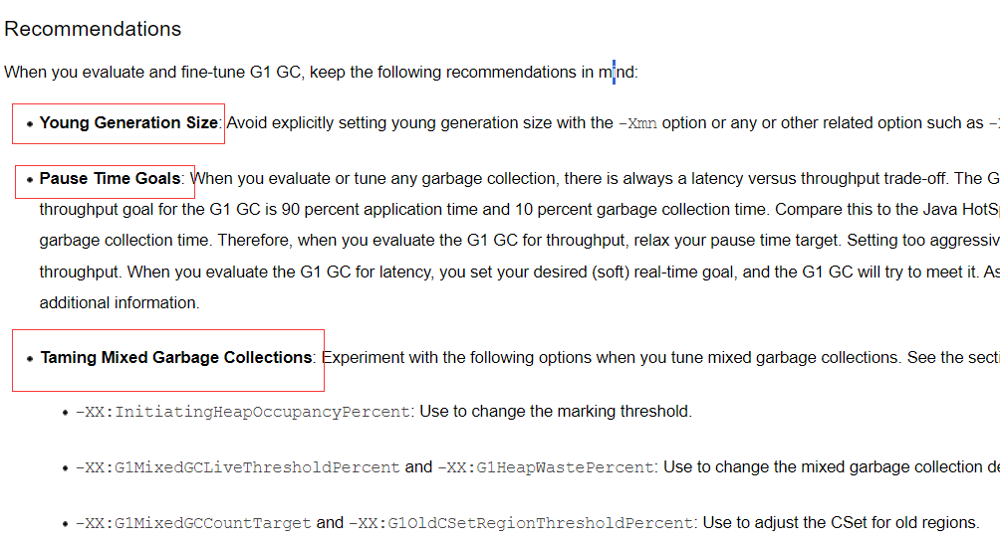 Recommendations
When you evaluate and fine-tune G1 GC, keep the following recommendations in mind:
• Young Generation Size: Avoid explicitly setting young generation size with the -Xmn option or any or other related option such as -
• Pause Time Goals: When you evaluate or tune any garbage collection, there is always a latency versus throughput trade-off. The G
throughput goal for the G1 GC is 90 percent application time and 10 percent garbage collection time. Compare this to the Java HotS
garbage collection time. Therefore, when you evaluate the G1 GC for throughput, relax your pause time target. Setting too aggressiv
throughput. When you evaluate the G1 GC for latency, you set your desired (soft) real-time goal, and the G1 GC will try to meet it. As
additional information.
• Taming Mixed Garbage Collections: Experiment with the following options when you tune mixed garbage collections. See the secti
• -XX:InitiatingHeapOccupancyPercent: Use to change the marking threshold.
• -XX:G1MixedGCLiveThresholdPercent and -XX:G1HeapWastePercent: Use to change the mixed garbage collection de
• -XX:G1MixedGCCountTarget and -XX:G1OldCSetRegionThresholdPercent: Use to adjust the CSet for old regions.